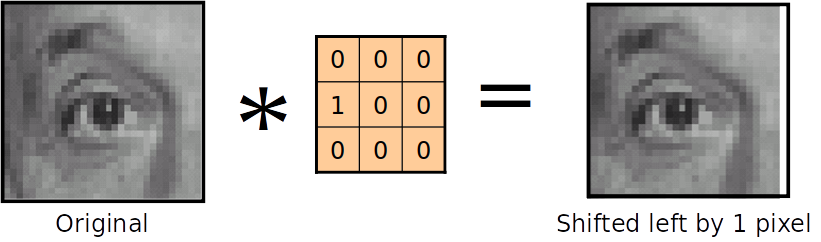 * 0 0 0 =
1 0 0
0 0 0
Original
Shifted left by 1 pixel